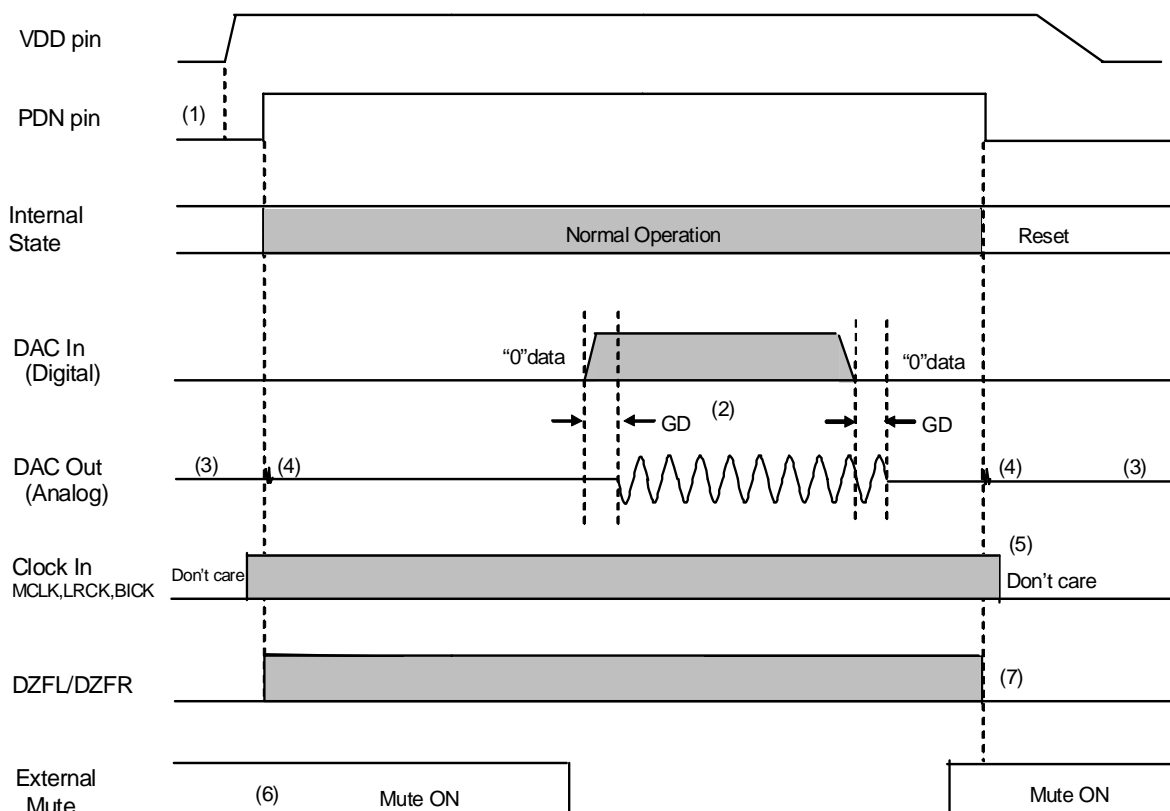 VDD pin
PDN pin
(1)
Internal
State
Normal Operation
Reset
DAC In
(Digital)
“0”data
“0”data
(2)
GD
GD
DAC Out
(Analog)
(3)
(4)
(4)
(3)
Clock In
MCLK,LRCK,BICK
Don’t care
(5)
Don’t care
DZFL/DZFR
(7)
External
Mute
(6)
Mute ON
Mute ON